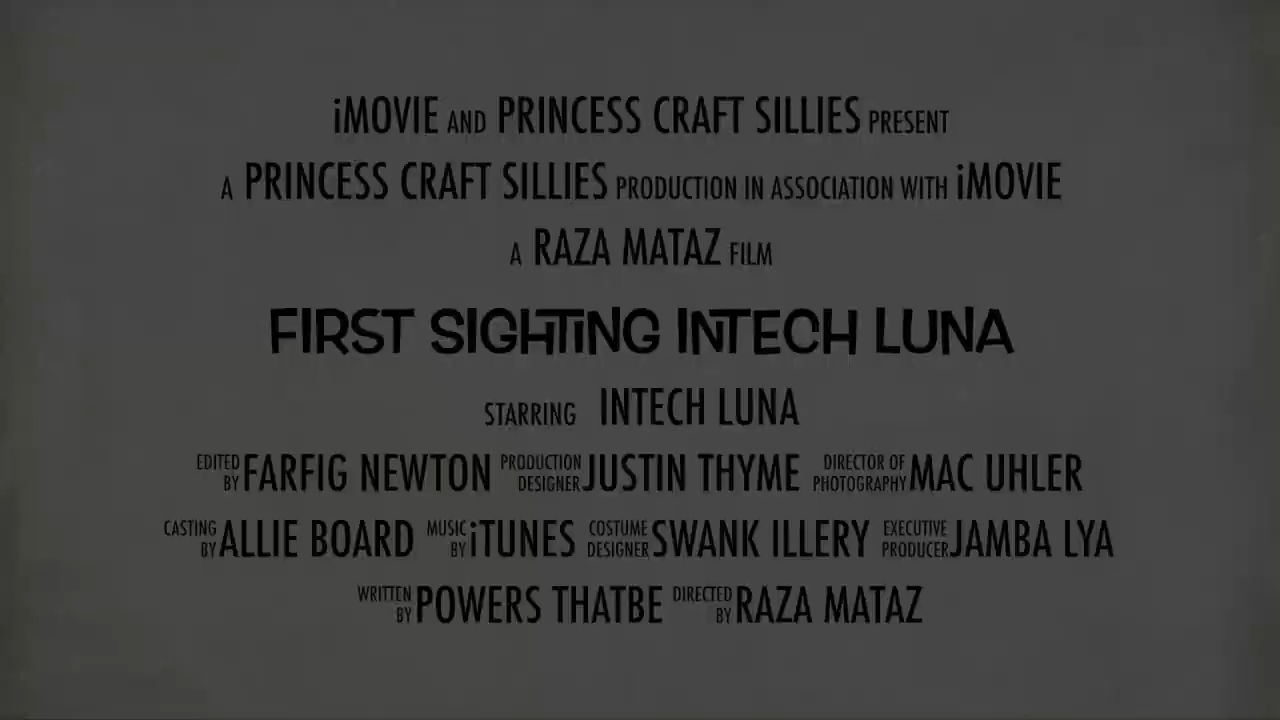 iMOVIE AND PRINCESS CRAFT SILLIES PRESENT
A PRINCESS CRAFT SILLIES PRODUCTION IN ASSOCIATION WITH iMOVIE
A RAZA MATAZ FILM
FIRST SIGHTING INTECH LUNA
STARRING INTECH LUNA
EDITED BY FARFIG NEWTON PRODUCTION DESIGNER JUSTIN THYME DIRECTOR OF PHOTOGRAPHY MAC UHLER
CASTING BY ALLIE BOARD MUSIC BY iTUNES COSTUME DESIGNER SWANK ILLERY EXECUTIVE PRODUCER JAMBA LYA
WRITTEN BY POWERS THATBE DIRECTED BY RAZA MATAZ